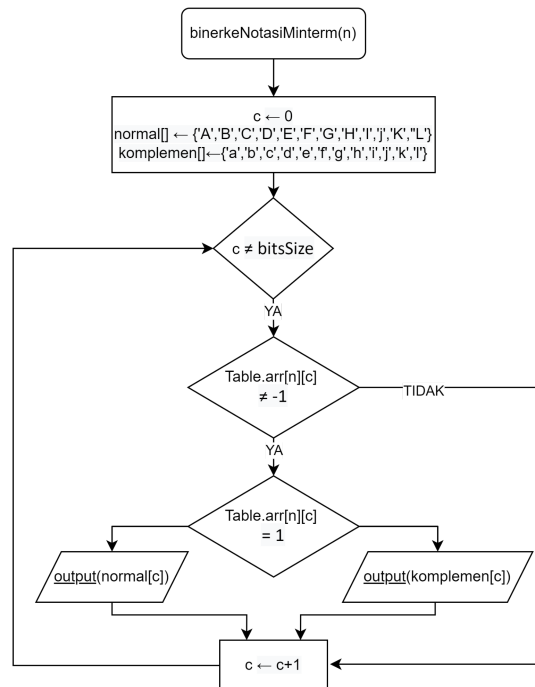 binerkeNotasiMinterm(n)
c ← 0
normal[] ← {'A','B','C','D','E','F','G','H','I','j','K',"L'}
komplemen[]←{'a','b','c','d','e','f','g','h','i','j','k','l'}
c ≠ bitsSize
YA
Table.arr[n][c]
≠ -1
TIDAK
YA
Table.arr[n][c]
= 1
output(normal[c])
output(komplemen[c])
c ← c+1